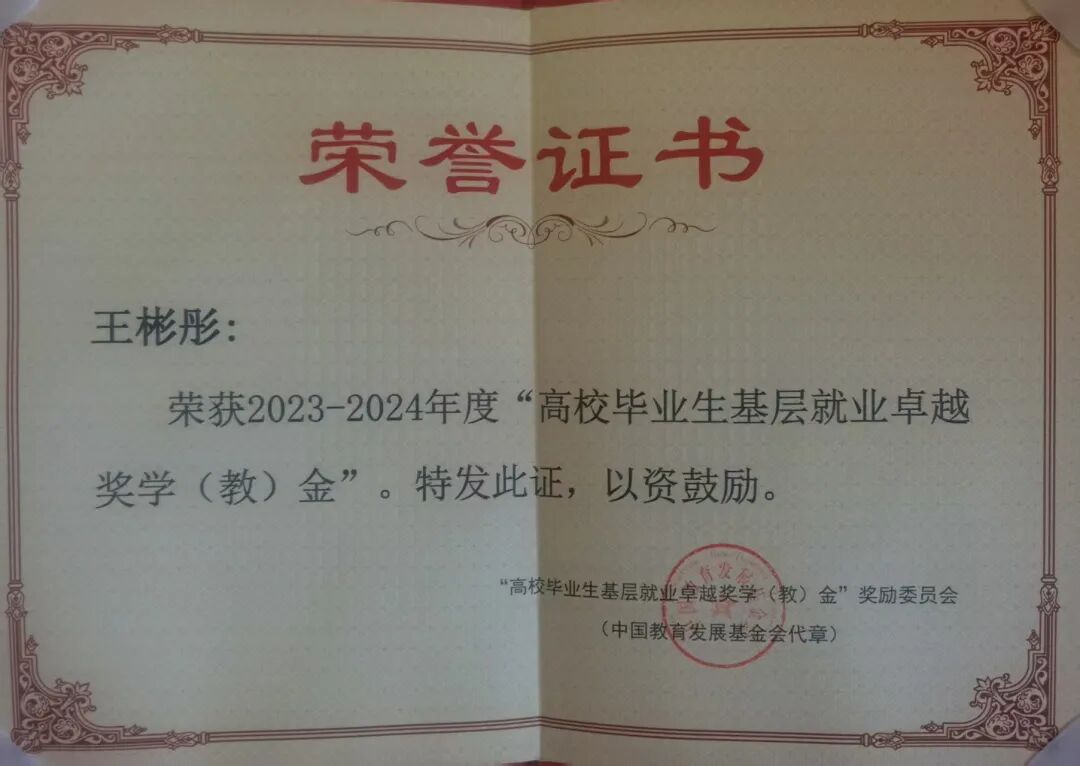 荣誉证书
王彬彤:
荣获2023-2024年度“高校毕业生基层就业卓越
奖学（教）金”。特发此证，以资鼓励。
“高校毕业生基层就业卓越奖学（教）金”奖励委员会
（中国教育发展基金会代章）